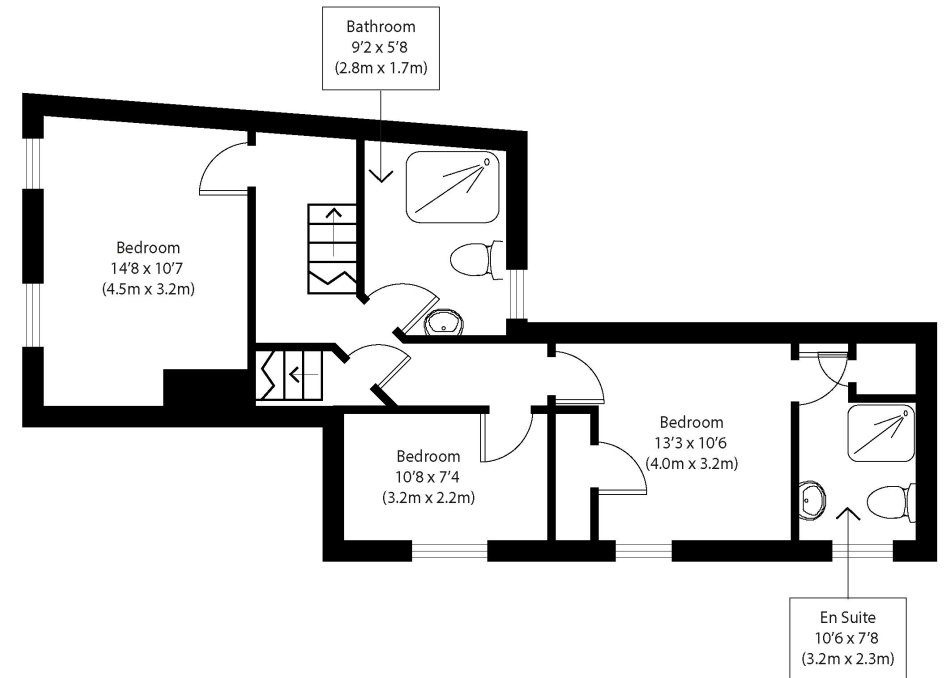 Bathroom
9'2 x 5'8
(2.8m x 1.7m)
Bedroom
14'8 x 10'7
(4.5m x 3.2m)
Bedroom
10'8 x 7'4
(3.2m x 2.2m)
Bedroom
13'3 x 10'6
(4.0m x 3.2m)
En Suite
10'6 x 7'8
(3.2m x 2.3m)